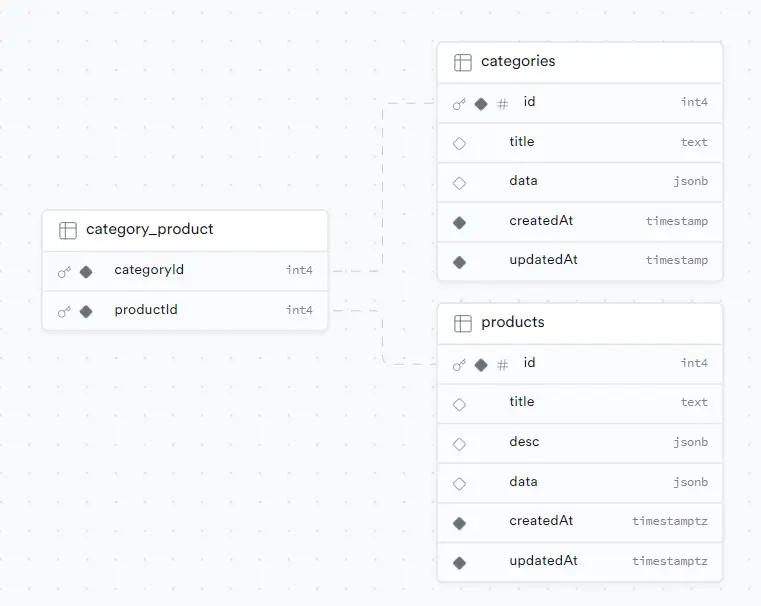 categories
# id int4
title text
data jsonb
createdAt timestamp
updatedAt timestamp
category_product
categoryId int4
productId int4
products
# id int4
title text
desc jsonb
data jsonb
createdAt timestamptz
updatedAt timestamptz